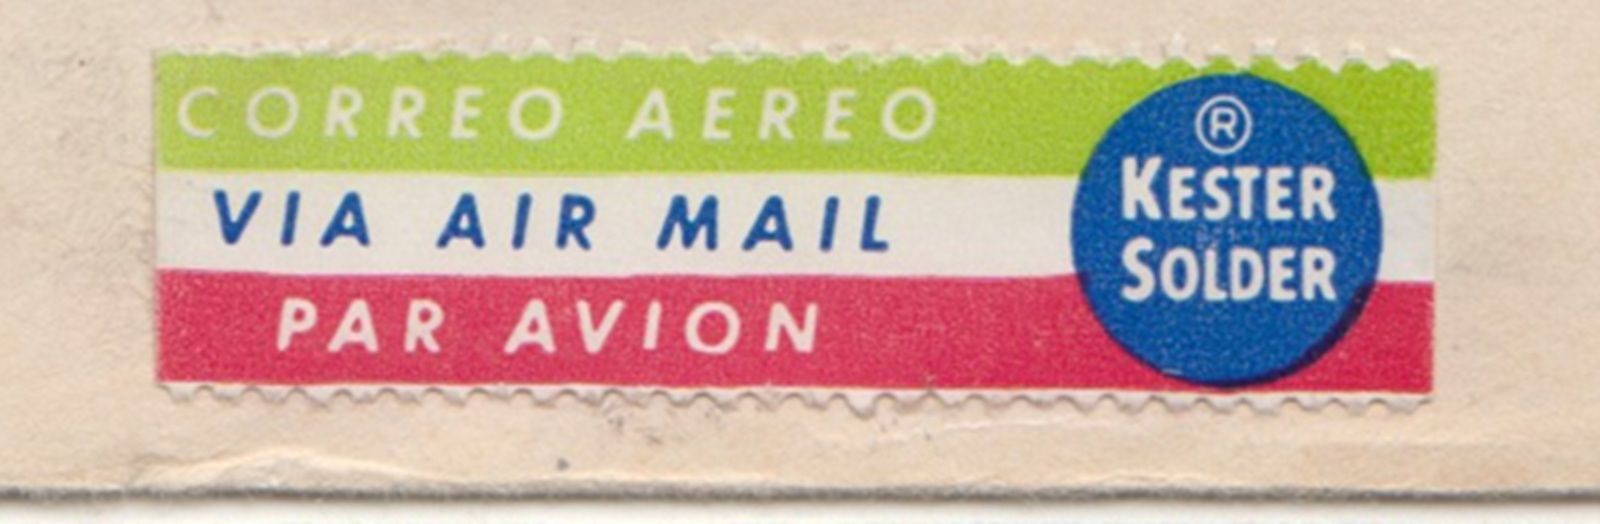 CORREO AEREO
VIA AIR MAIL
PAR AVION
®
KESTER
SOLDER